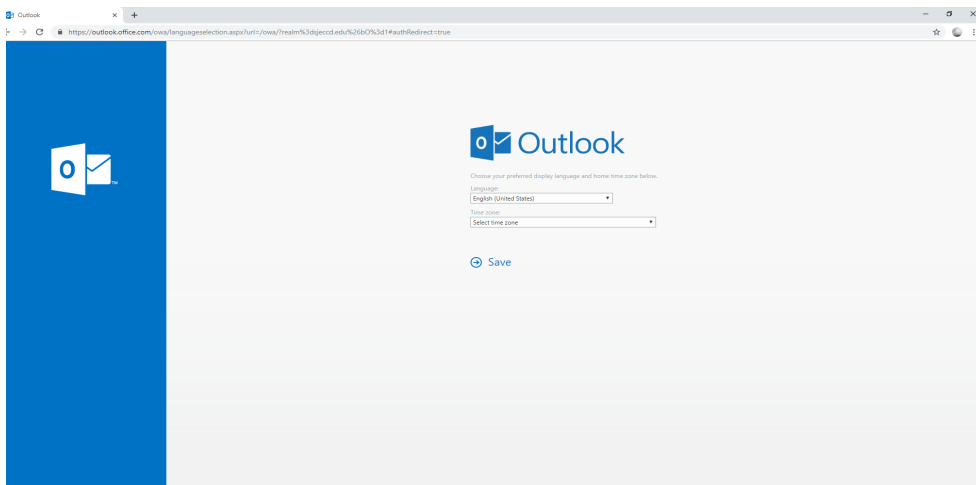 Outlook
https://outlook.office.com/owa/languageselection.aspx?url=/owa/?realm%3dsjeccd.edu%26bO%3d1#authRedirect=true
O
TM
O Outlook
Choose your preferred display language and home time zone below.
Language:
English (United States)
Time zone:
Select time zone
Save